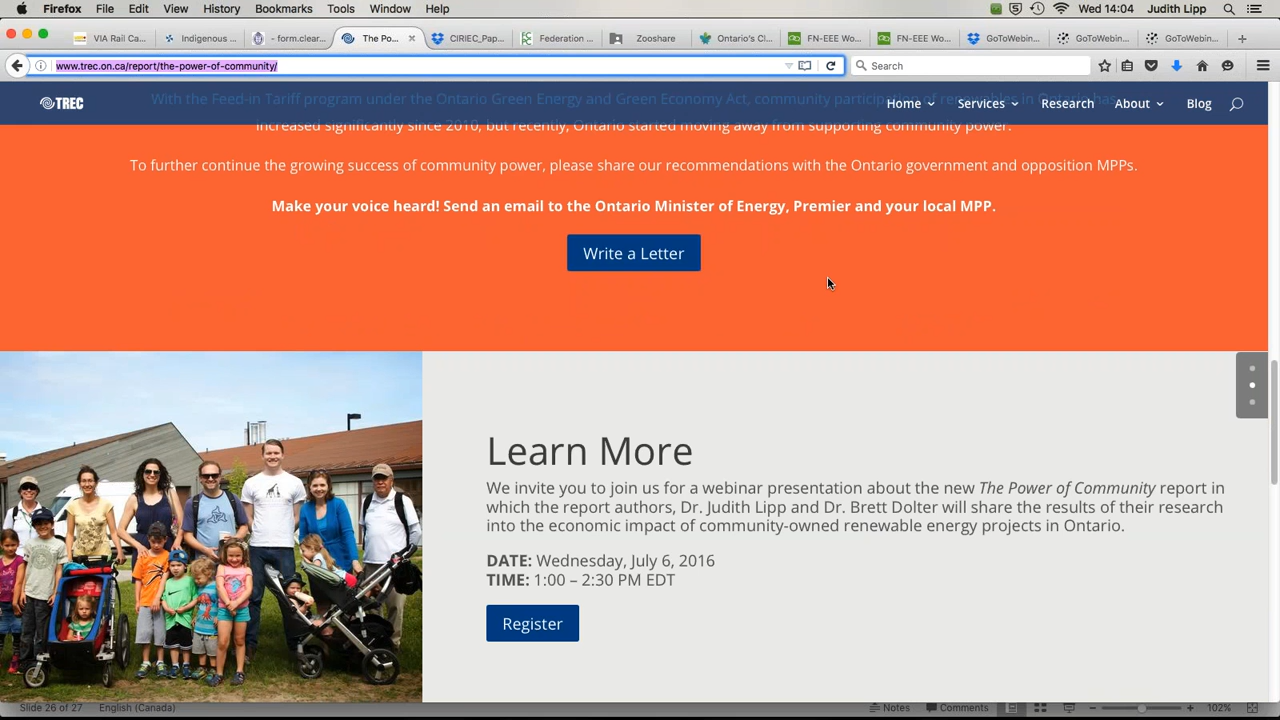 Firefox File Edit View History Bookmarks Tools Window Help Wed 14:04 Judith Lipp
VIA Rail Ca... Indigenous ... - form.clear... The Po... CIRIEC_Pap... Federation ... Zooshare Ontario's Cl... FN-EEE Wo... FN-EEE Wo... GoToWebin... GoToWebin... GoToWebin...
www.trec.on.ca/report/the-power-of-community/ Search
TREC Home Services Research About Blog
With the Feed-in Tariff program under the Ontario Green Energy and Green Economy Act, community participation of renewables in Ontario has
increased significantly since 2010, but recently, Ontario started moving away from supporting community power.
To further continue the growing success of community power, please share our recommendations with the Ontario government and opposition MPPs.
Make your voice heard! Send an email to the Ontario Minister of Energy, Premier and your local MPP.
Write a Letter
Learn More
We invite you to join us for a webinar presentation about the new The Power of Community report in
which the report authors, Dr. Judith Lipp and Dr. Brett Dolter will share the results of their research
into the economic impact of community-owned renewable energy projects in Ontario.
DATE: Wednesday, July 6, 2016
TIME: 1:00 – 2:30 PM EDT
Register
Slide 26 of 27 English (Canada) Notes Comments 102%